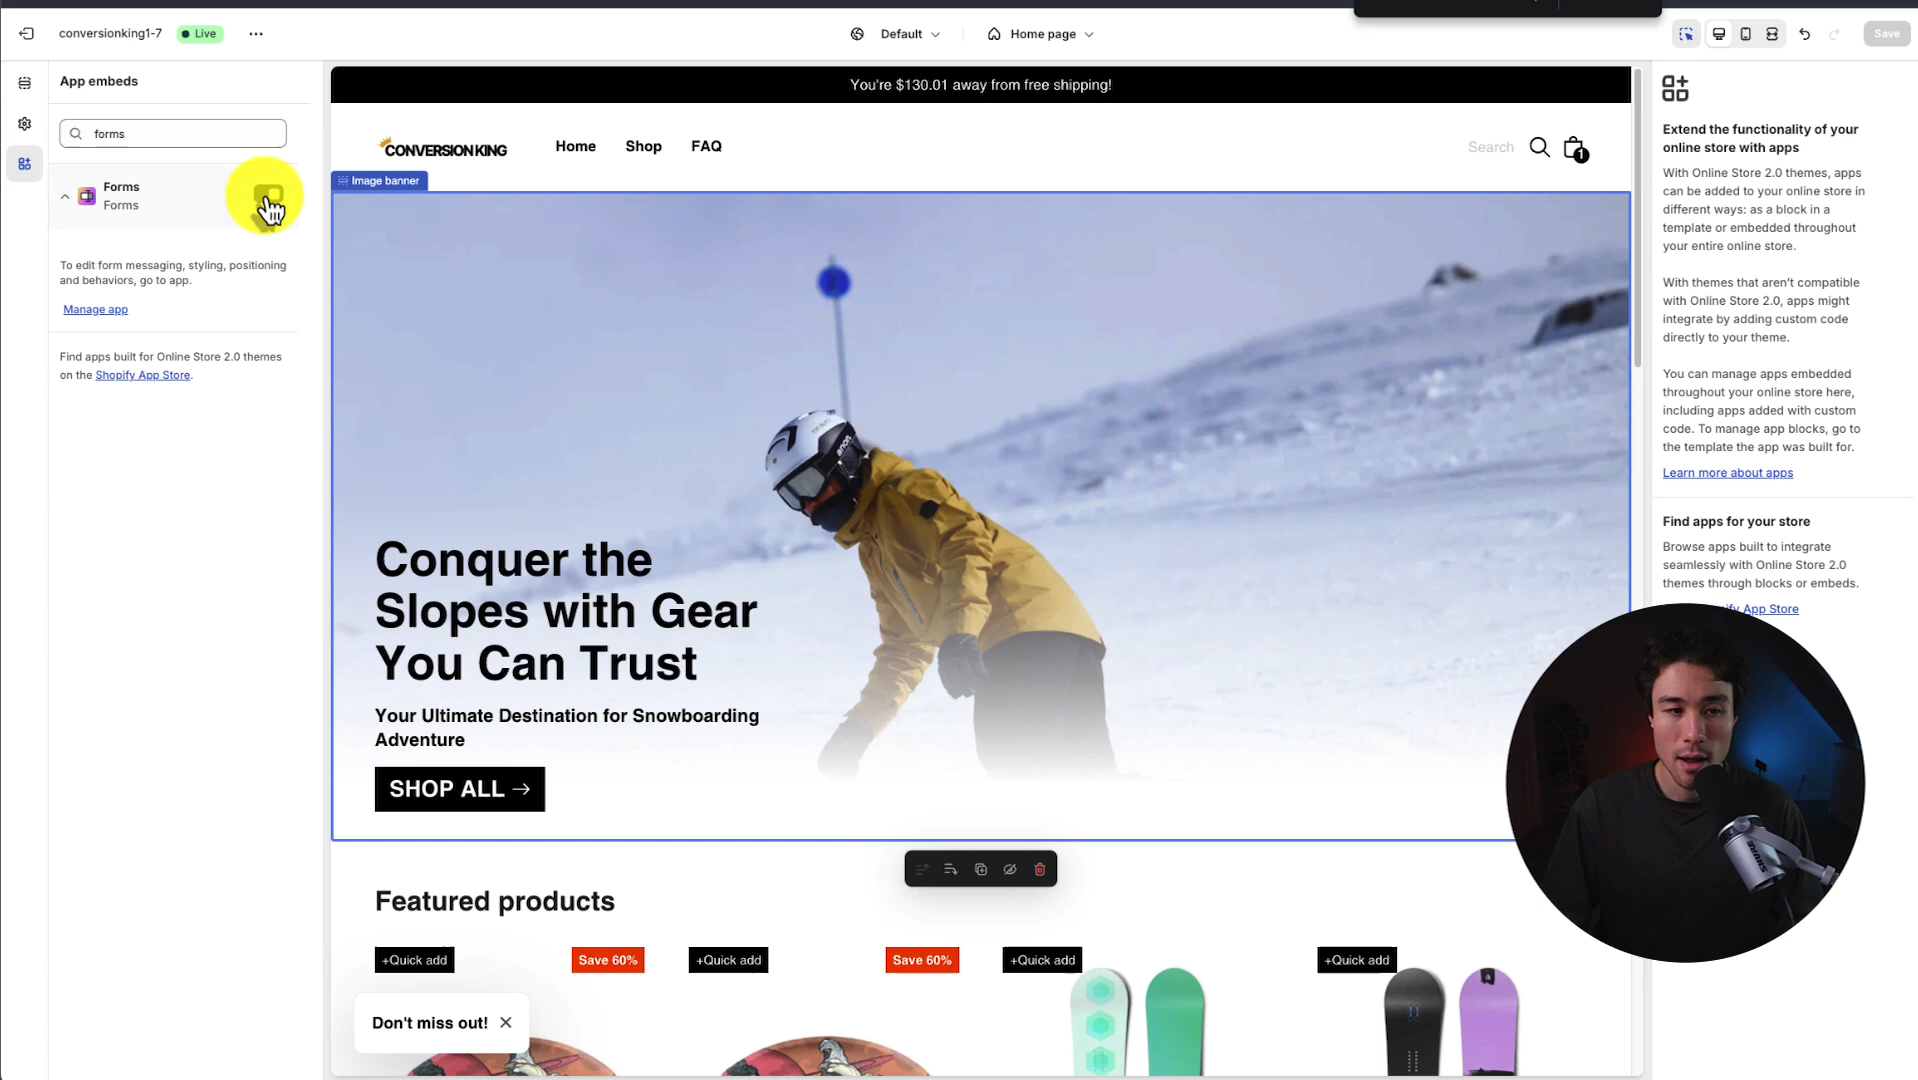 conversionking1-7
Live
Default
Home page
Save
App embeds
forms
Forms
Forms
To edit form messaging, styling, positioning
and behaviors, go to app.
Manage app
Find apps built for Online Store 2.0 themes
on the Shopify App Store.
You're $130.01 away from free shipping!
CONVERSION KING
Home
Shop
FAQ
Search
1
Image banner
Conquer the
Slopes with Gear
You Can Trust
Your Ultimate Destination for Snowboarding
Adventure
SHOP ALL →
Featured products
+Quick add
Save 60%
+Quick add
Save 60%
+Quick add
+Quick add
Don't miss out!
Extend the functionality of your
online store with apps
With Online Store 2.0 themes, apps
can be added to your online store in
different ways: as a block in a
template or embedded throughout
your entire online store.
With themes that aren't compatible
with Online Store 2.0, apps might
integrate by adding custom code
directly to your theme.
You can manage apps embedded
throughout your online store here,
including apps added with custom
code. To manage app blocks, go to
the template the app was built for.
Learn more about apps
Find apps for your store
Browse apps built to integrate
seamlessly with Online Store 2.0
themes through blocks or embeds.
App Store
SHURE